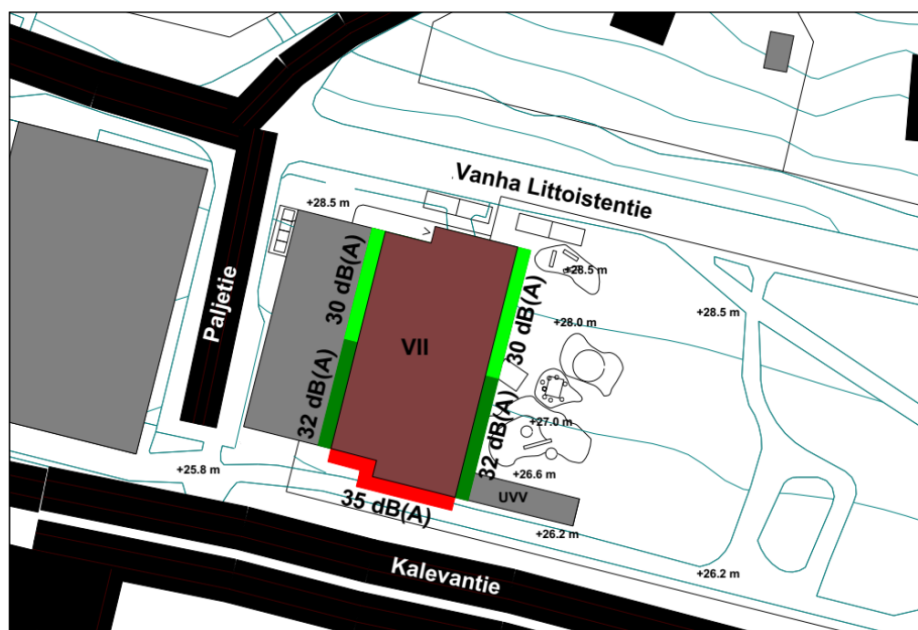 Vanha Littoistentie
+28.5 m
+28.5 m
30 dB(A)
30 dB(A)
Paljetie
+28.0 m
+28.5 m
VII
32 dB(A)
32 dB(A)
+27.0 m
+25.8 m
+26.6 m
UVV
35 dB(A)
+26.2 m
Kalevantie
+26.2 m